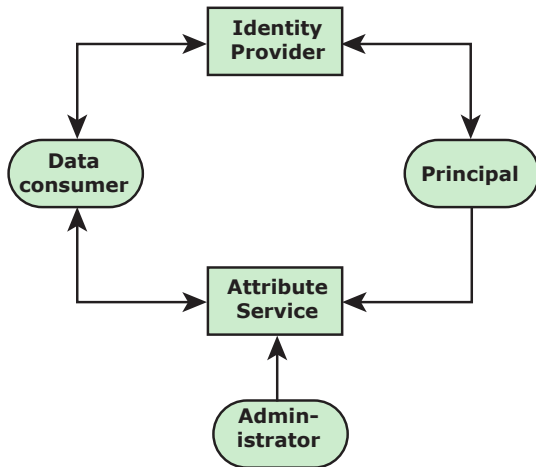 Identity
Provider
Data
consumer
Principal
Attribute
Service
Admin-
istrator